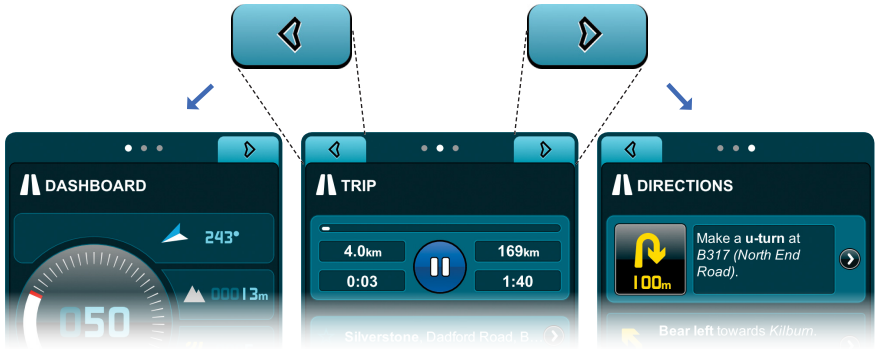 DASHBOARD
243°
00013m
050
TRIP
4.0km
169km
0:03
1:40
Silverstone, Dadford Road, B...
DIRECTIONS
Make a u-turn at
B317 (North End
Road).
100m
Bear left towards Kilburn.